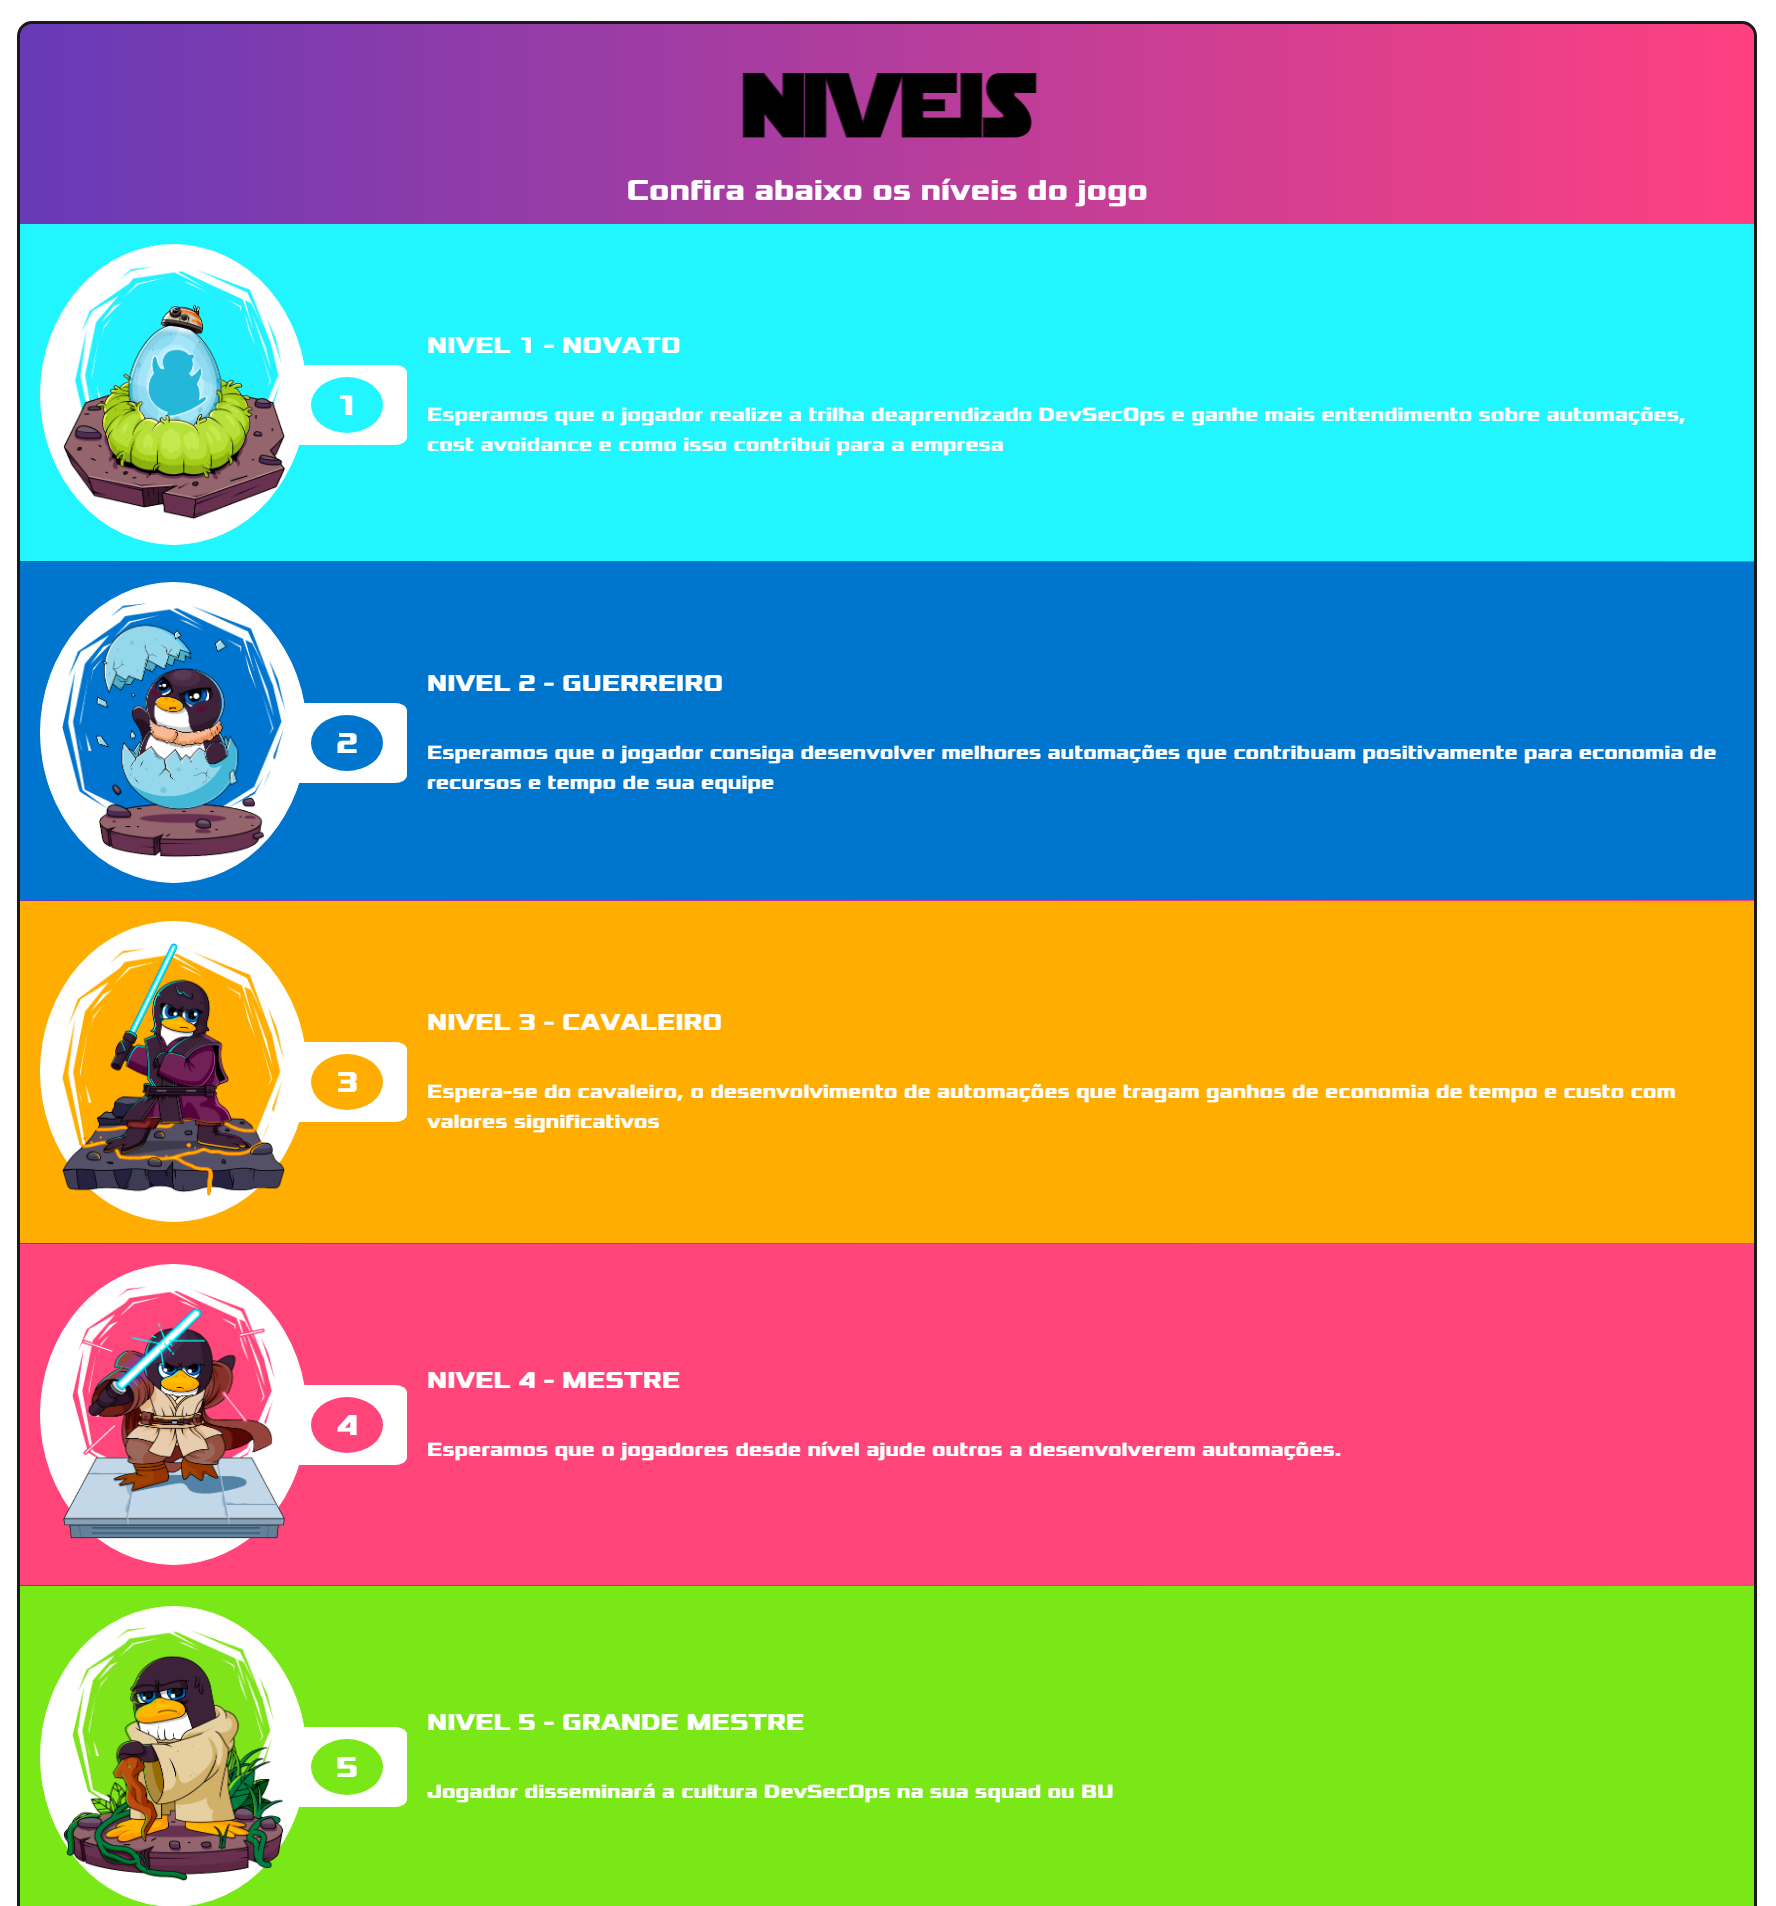 NIVEIS
Confira abaixo os níveis do jogo
NIVEL 1 - NOVATO
1
Esperamos que o jogador realize a trilha deaprendizado DevSecOps e ganhe mais entendimento sobre automações,
cost avoidance e como isso contribui para a empresa
NIVEL 2 - GUERREIRO
2
Esperamos que o jogador consiga desenvolver melhores automações que contribuam positivamente para economia de
recursos e tempo de sua equipe
NIVEL 3 - CAVALEIRO
3
Espera-se do cavaleiro, o desenvolvimento de automações que tragam ganhos de economia de tempo e custo com
valores significativos
NIVEL 4 - MESTRE
4
Esperamos que o jogadores desde nível ajude outros a desenvolverem automações.
NIVEL 5 - GRANDE MESTRE
5
Jogador disseminará a cultura DevSecOps na sua squad ou BU